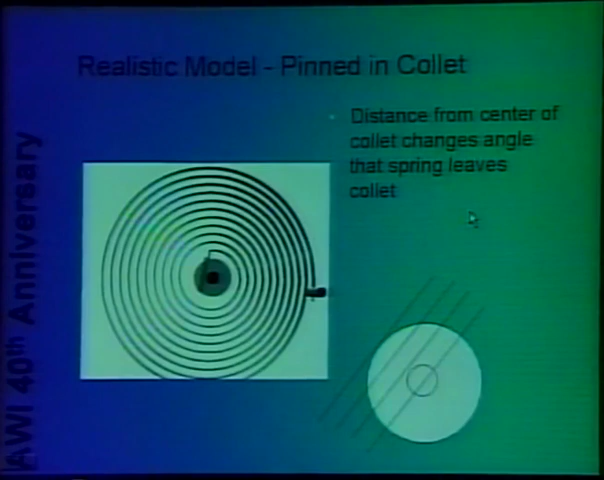 Realistic Model - Pinned in Collet
Distance from center of
collet changes angle
that spring leaves
collet
AWI 40th Anniversary